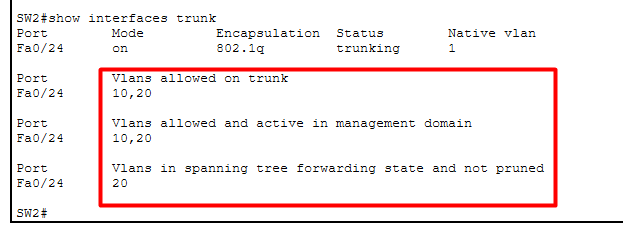 SW2#show interfaces trunk
Port Mode Encapsulation Status Native vlan
Fa0/24 on 802.1q trunking 1
Port Vlans allowed on trunk
Fa0/24 10,20
Port Vlans allowed and active in management domain
Fa0/24 10,20
Port Vlans in spanning tree forwarding state and not pruned
Fa0/24 20
SW2#